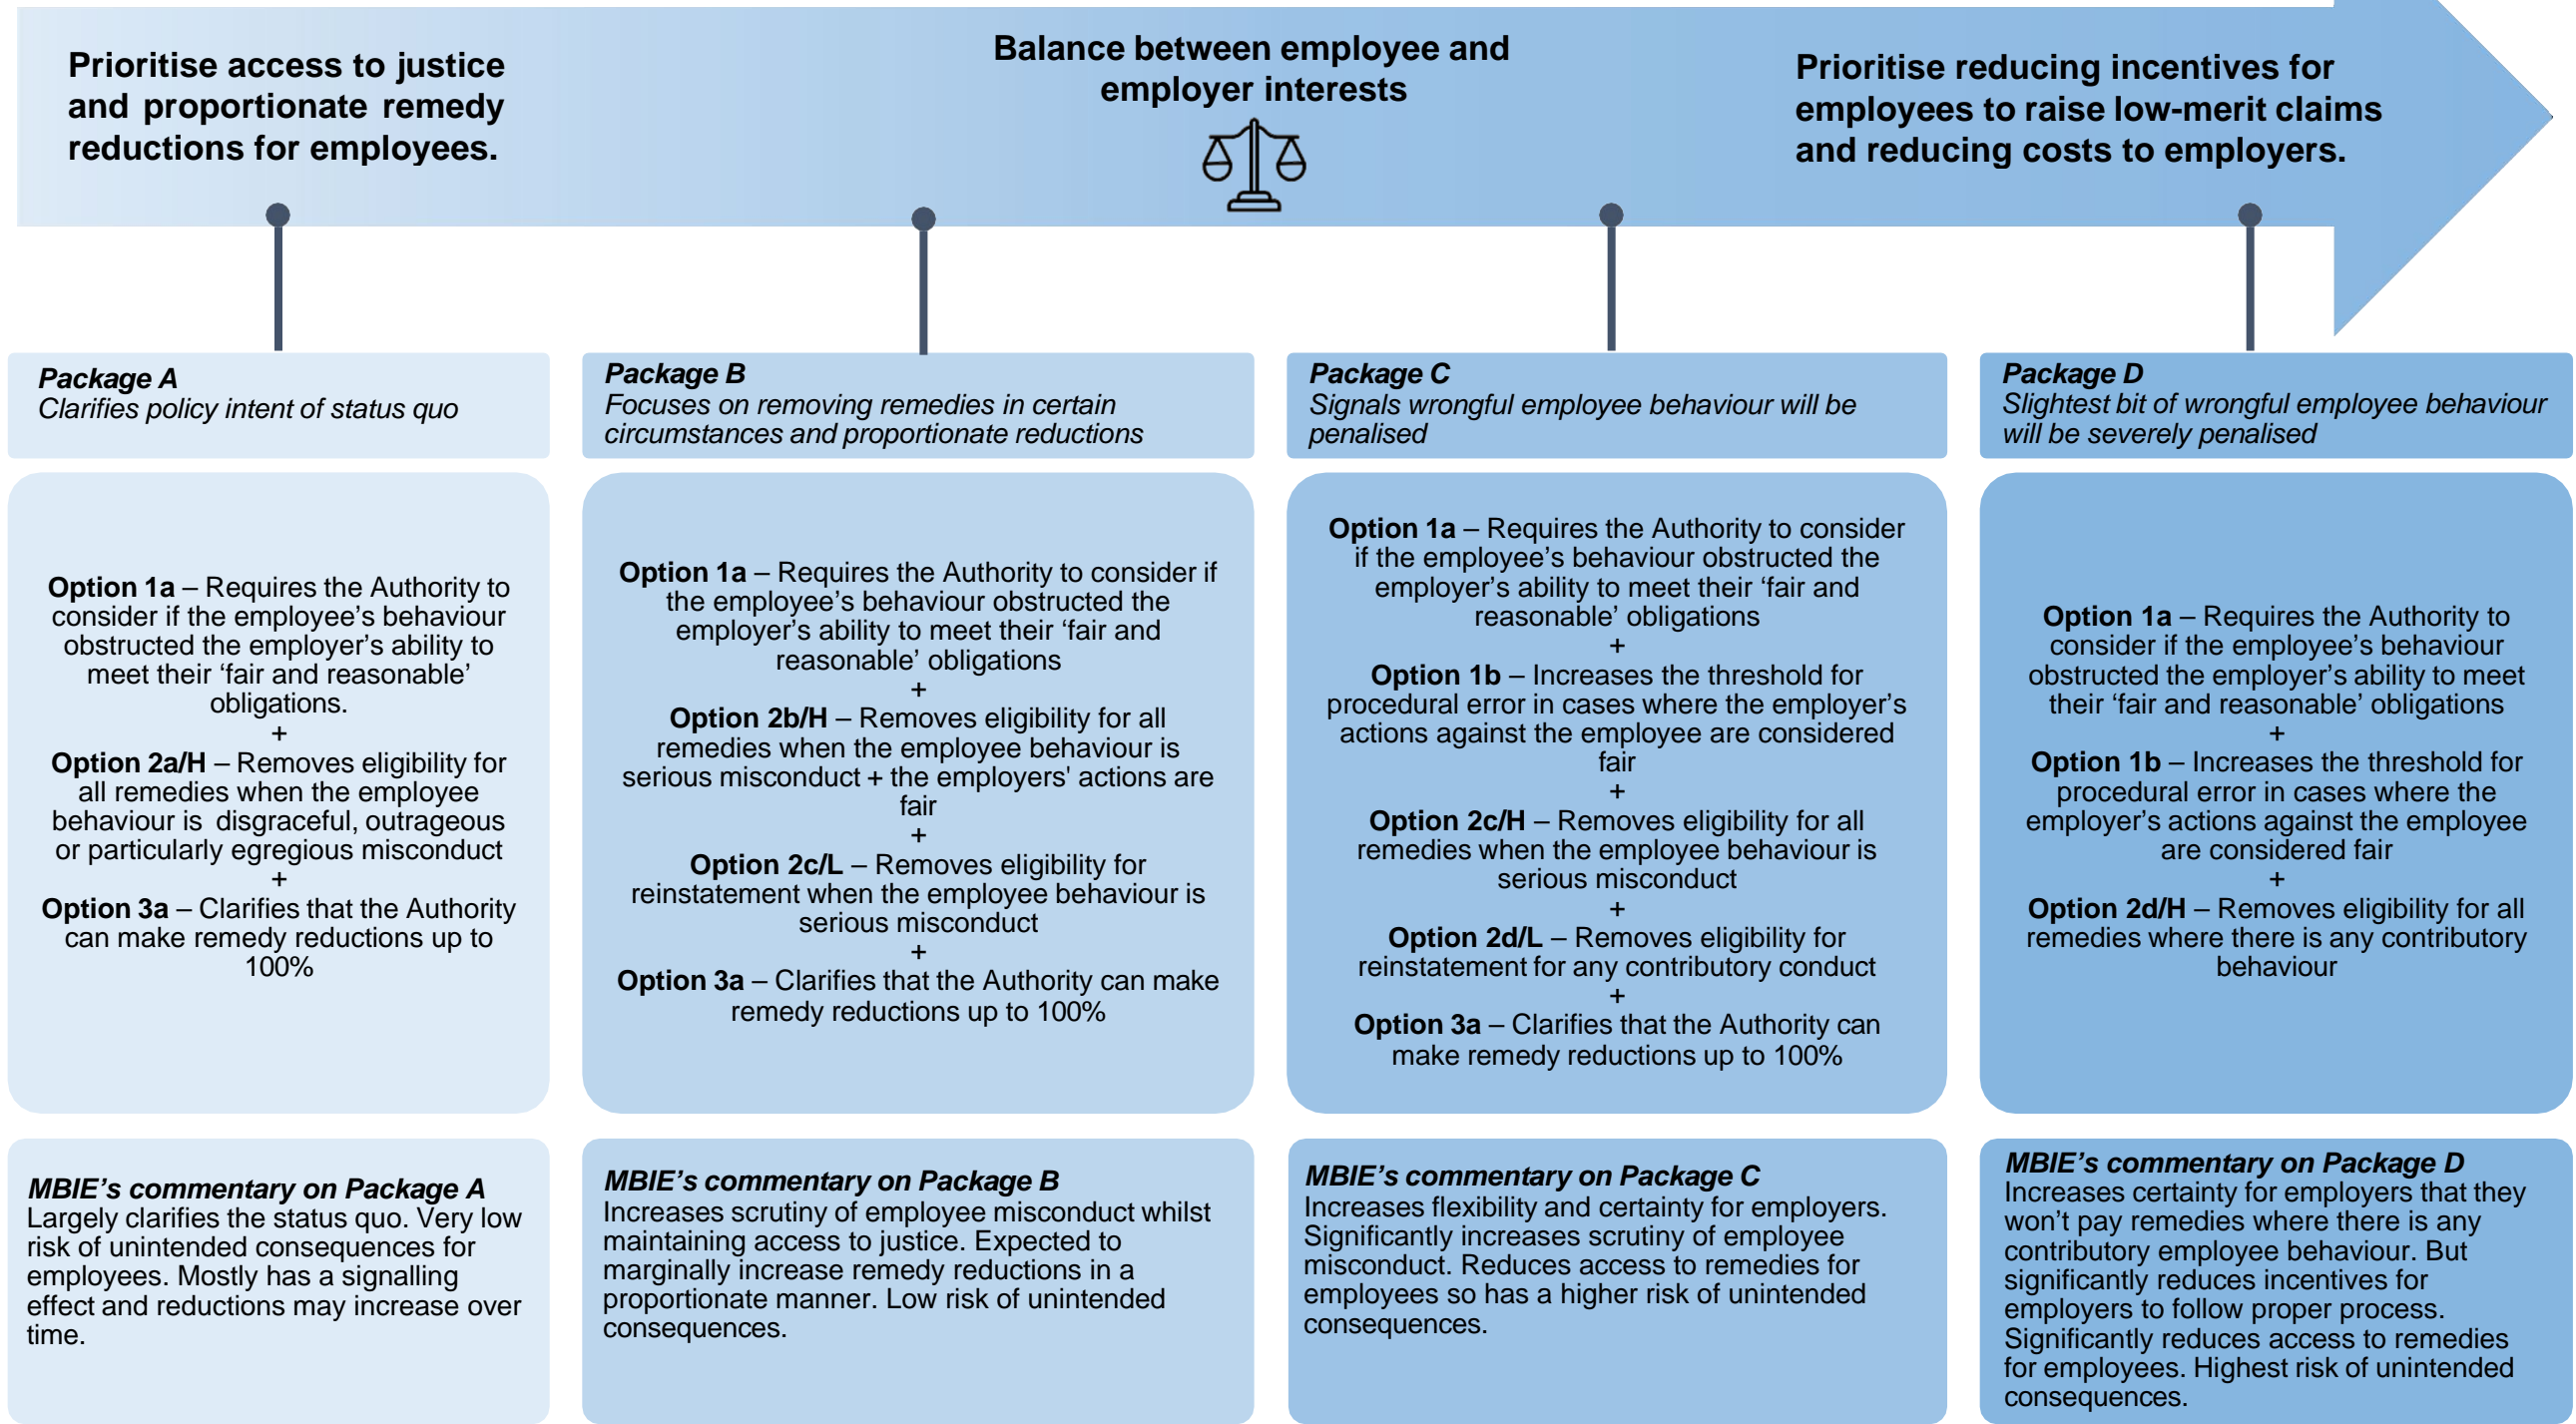 Prioritise access to justice
and proportionate remedy
reductions for employees.
Balance between employee and
employer interests
Prioritise reducing incentives for
employees to raise low-merit claims
and reducing costs to employers.
Package A
Clarifies policy intent of status quo
Package B
Focuses on removing remedies in certain
circumstances and proportionate reductions
Package C
Signals wrongful employee behaviour will be
penalised
Package D
Slightest bit of wrongful employee behaviour
will be severely penalised
Option 1a – Requires the Authority to
consider if the employee’s behaviour
obstructed the employer’s ability to
meet their ‘fair and reasonable’
obligations.
+
Option 2a/H – Removes eligibility for
all remedies when the employee
behaviour is disgraceful, outrageous
or particularly egregious misconduct
+
Option 3a – Clarifies that the Authority
can make remedy reductions up to
100%
Option 1a – Requires the Authority to consider if
the employee’s behaviour obstructed the
employer’s ability to meet their ‘fair and
reasonable’ obligations
+
Option 2b/H – Removes eligibility for all
remedies when the employee behaviour is
serious misconduct + the employers' actions are
fair
+
Option 2c/L – Removes eligibility for
reinstatement when the employee behaviour is
serious misconduct
+
Option 3a – Clarifies that the Authority can make
remedy reductions up to 100%
Option 1a – Requires the Authority to consider
if the employee’s behaviour obstructed the
employer’s ability to meet their ‘fair and
reasonable’ obligations
+
Option 1b – Increases the threshold for
procedural error in cases where the employer’s
actions against the employee are considered
fair
+
Option 2c/H – Removes eligibility for all
remedies when the employee behaviour is
serious misconduct
+
Option 2d/L – Removes eligibility for
reinstatement for any contributory conduct
+
Option 3a – Clarifies that the Authority can
make remedy reductions up to 100%
Option 1a – Requires the Authority to
consider if the employee’s behaviour
obstructed the employer’s ability to meet
their ‘fair and reasonable’ obligations
+
Option 1b – Increases the threshold for
procedural error in cases where the
employer’s actions against the employee
are considered fair
+
Option 2d/H – Removes eligibility for all
remedies where there is any contributory
behaviour
MBIE’s commentary on Package A
Largely clarifies the status quo. Very low
risk of unintended consequences for
employees. Mostly has a signalling
effect and reductions may increase over
time.
MBIE’s commentary on Package B
Increases scrutiny of employee misconduct whilst
maintaining access to justice. Expected to
marginally increase remedy reductions in a
proportionate manner. Low risk of unintended
consequences.
MBIE’s commentary on Package C
Increases flexibility and certainty for employers.
Significantly increases scrutiny of employee
misconduct. Reduces access to remedies for
employees so has a higher risk of unintended
consequences.
MBIE’s commentary on Package D
Increases certainty for employers that they
won’t pay remedies where there is any
contributory employee behaviour. But
significantly reduces incentives for
employers to follow proper process.
Significantly reduces access to remedies
for employees. Highest risk of unintended
consequences.